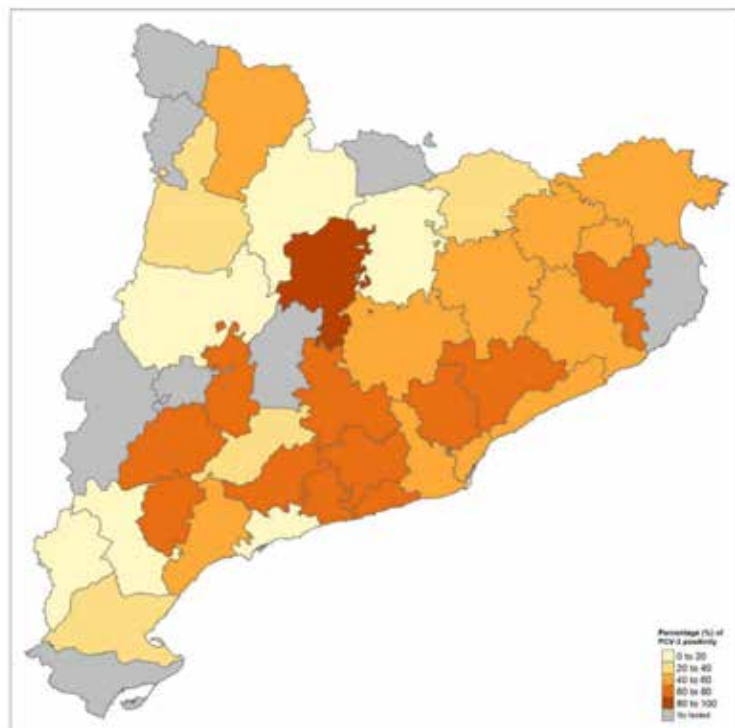 Percentage (%) of
PCV-3 positivity
0 to 20
20 to 40
40 to 60
60 to 80
80 to 100
No tested